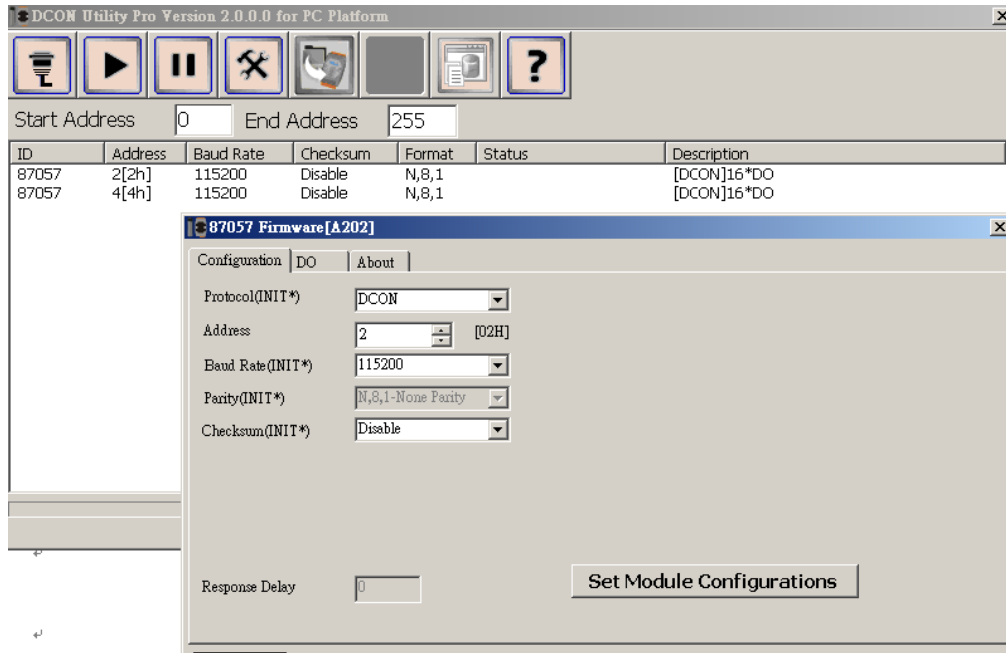 DCON Utility Pro Version 2.0.0.0 for PC Platform
Start Address 0 End Address 255
ID Address Baud Rate Checksum Format Status Description
87057 2[2h] 115200 Disable N,8,1 [DCON]16*DO
87057 4[4h] 115200 Disable N,8,1 [DCON]16*DO
87057 Firmware[A202]
Configuration DO About
Protocol(INIT*) DCON
Address 2 [02H]
Baud Rate(INIT*) 115200
Parity(INIT*) N,8,1-None Parity
Checksum(INIT*) Disable
Response Delay 0
Set Module Configurations